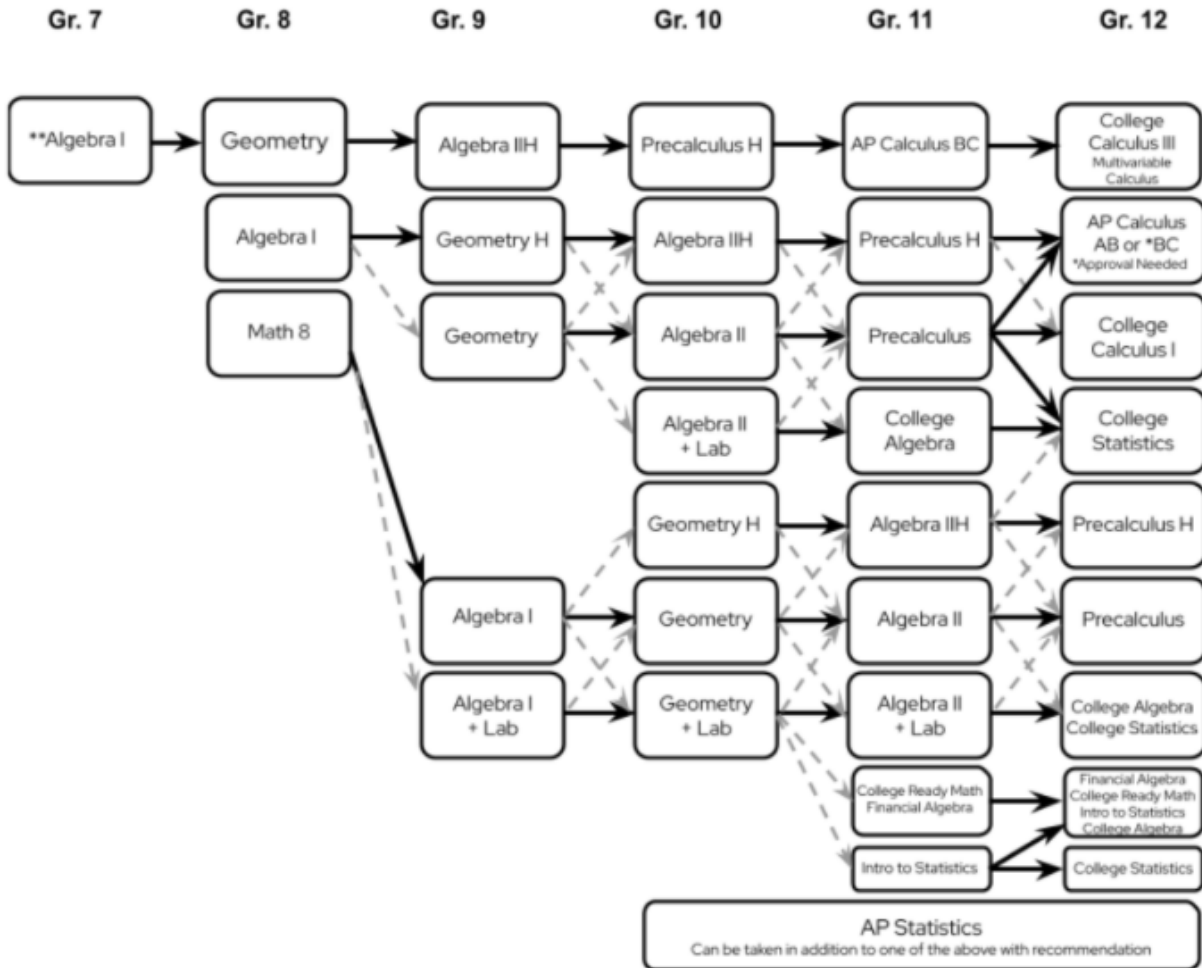 Gr. 7 Gr. 8 Gr. 9 Gr. 10 Gr. 11 Gr. 12
**Algebra I
Geometry
Algebra IIH
Precalculus H
AP Calculus BC
College
Calculus III
Multivariable
Calculus
Algebra I
Geometry H
Algebra IIH
Precalculus H
AP Calculus
AB or *BC
*Approval Needed
Math 8
Geometry
Algebra II
Precalculus
College
Calculus I
Algebra II
+ Lab
College
Algebra
College
Statistics
Geometry H
Algebra IIH
Precalculus H
Algebra I
Geometry
Algebra II
Precalculus
Algebra I
+ Lab
Geometry
+ Lab
Algebra II
+ Lab
College Algebra
College Statistics
College Ready Math
Financial Algebra
Financial Algebra
College Ready Math
Intro to Statistics
College Algebra
Intro to Statistics
College Statistics
AP Statistics
Can be taken in addition to one of the above with recommendation